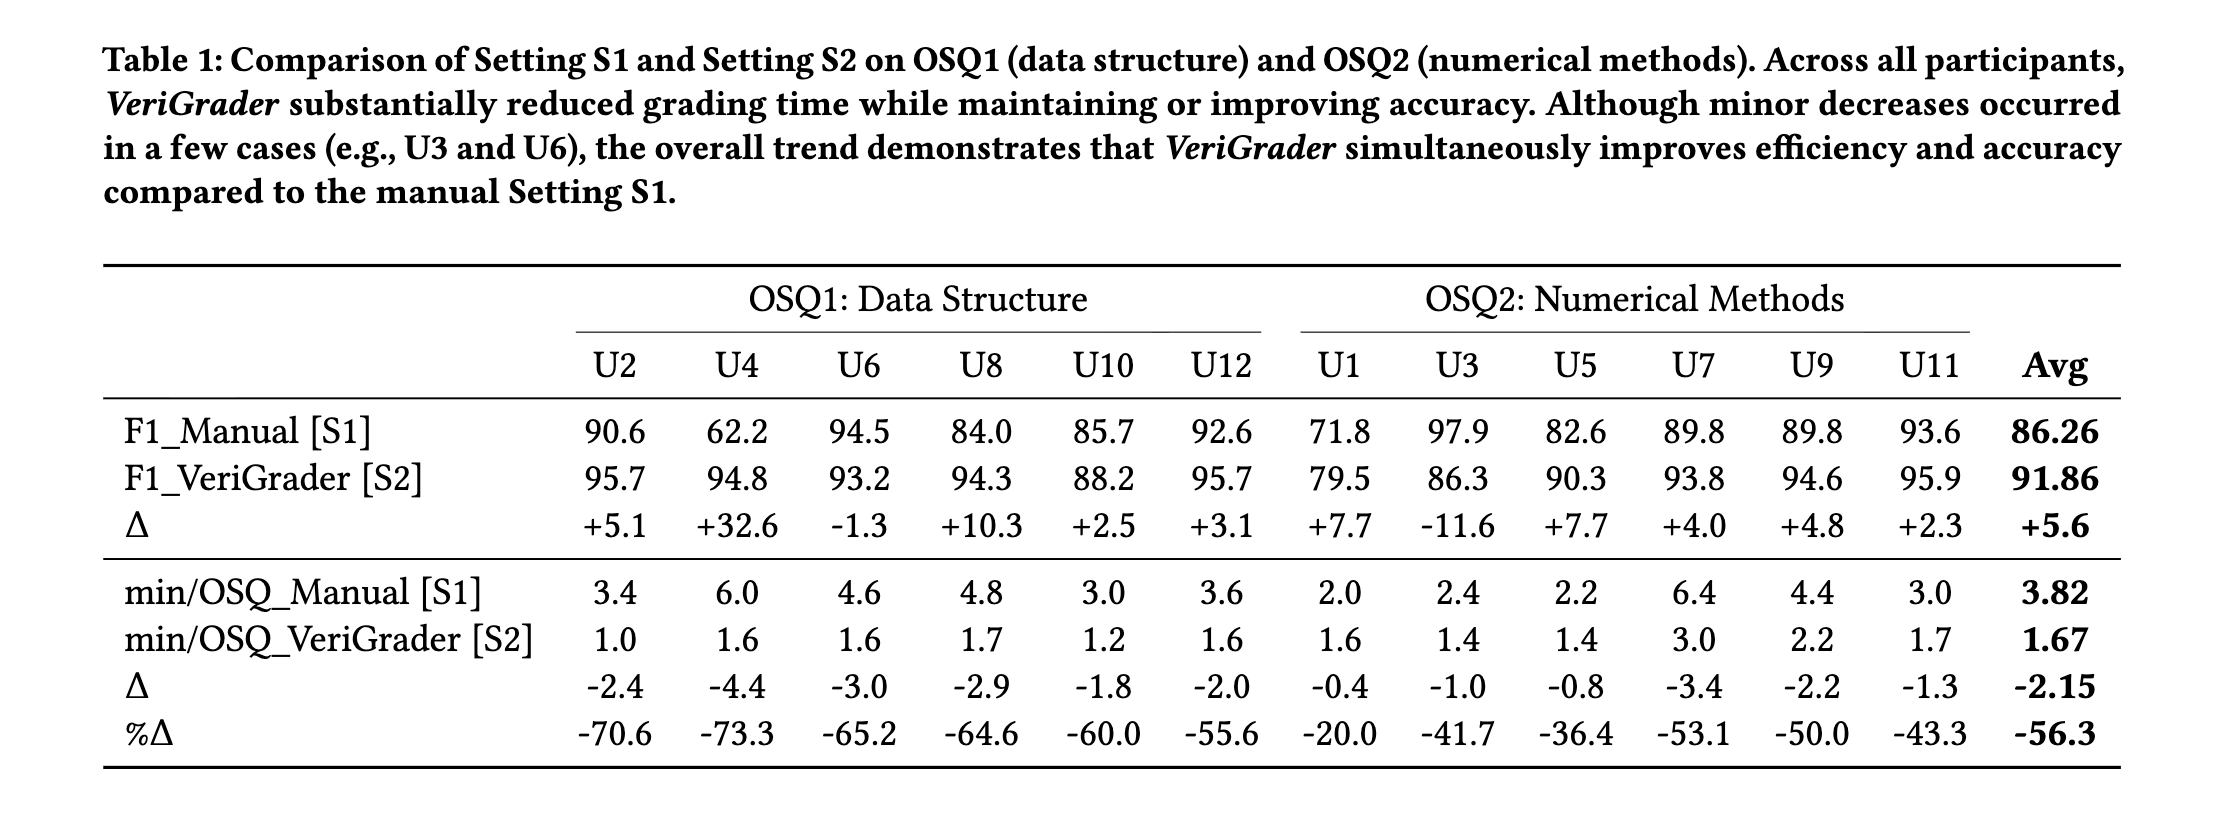 Table 1: Comparison of Setting S1 and Setting S2 on OSQ1 (data structure) and OSQ2 (numerical methods). Across all participants,
VeriGrader substantially reduced grading time while maintaining or improving accuracy. Although minor decreases occurred
in a few cases (e.g., U3 and U6), the overall trend demonstrates that VeriGrader simultaneously improves efficiency and accuracy
compared to the manual Setting S1.
OSQ1: Data Structure OSQ2: Numerical Methods
U2 U4 U6 U8 U10 U12 U1 U3 U5 U7 U9 U11 Avg
F1_Manual [S1] 90.6 62.2 94.5 84.0 85.7 92.6 71.8 97.9 82.6 89.8 89.8 93.6 86.26
F1_VeriGrader [S2] 95.7 94.8 93.2 94.3 88.2 95.7 79.5 86.3 90.3 93.8 94.6 95.9 91.86
Δ +5.1 +32.6 -1.3 +10.3 +2.5 +3.1 +7.7 -11.6 +7.7 +4.0 +4.8 +2.3 +5.6
min/OSQ_Manual [S1] 3.4 6.0 4.6 4.8 3.0 3.6 2.0 2.4 2.2 6.4 4.4 3.0 3.82
min/OSQ_VeriGrader [S2] 1.0 1.6 1.6 1.7 1.2 1.6 1.6 1.4 1.4 3.0 2.2 1.7 1.67
Δ -2.4 -4.4 -3.0 -2.9 -1.8 -2.0 -0.4 -1.0 -0.8 -3.4 -2.2 -1.3 -2.15
%Δ -70.6 -73.3 -65.2 -64.6 -60.0 -55.6 -20.0 -41.7 -36.4 -53.1 -50.0 -43.3 -56.3